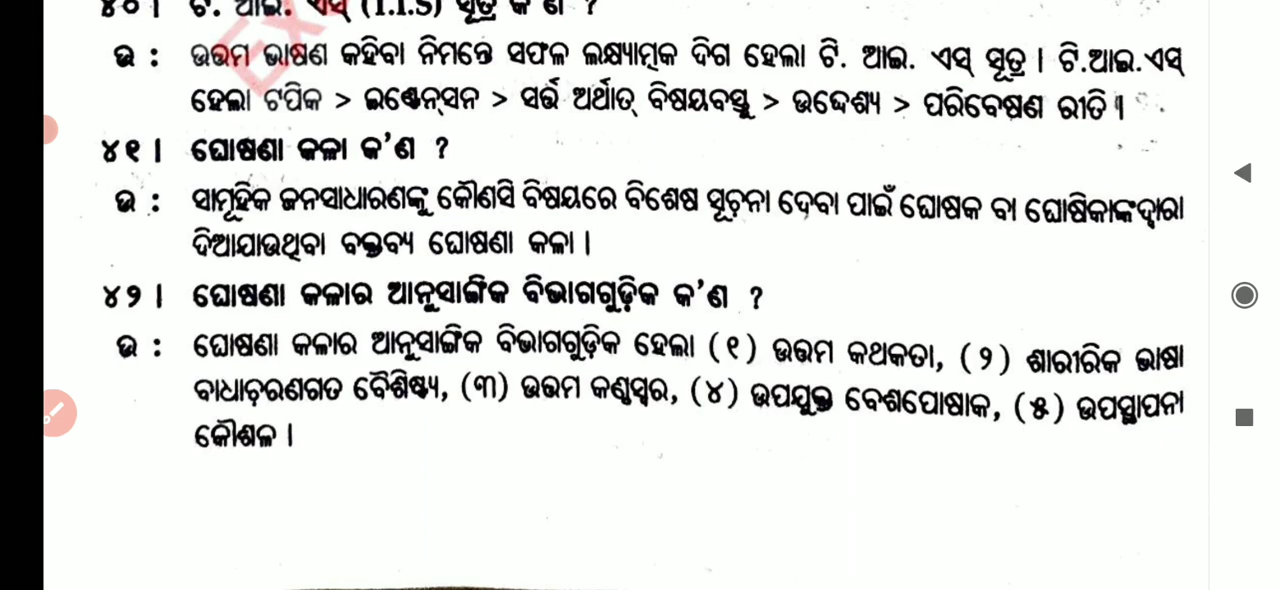 ୪୦। ଟି. ଆଇ. ଏସ୍ (T.I.S) ସୂତ୍ର କ'ଣ ?
ଉ : ଉତ୍ତମ ଭାଷଣ କହିବା ନିମନ୍ତେ ସଫଳ ଲକ୍ଷ୍ୟାତ୍ମକ ଦିଗ ହେଲା ଟି. ଆଇ. ଏସ୍ ସୂତ୍ର। ଟି.ଆଇ.ଏସ୍
ହେଲା ଟପିକ > ଇଣ୍ଟେନ୍‌ସନ > ସର୍ଭ ଅର୍ଥାତ୍ ବିଷୟବସ୍ତୁ > ଉଦ୍ଦେଶ୍ୟ > ପରିବେଷଣ ରୀତି।
୪୧। ଘୋଷଣା କଳା କ'ଣ ?
ଉ : ସାମୂହିକ ଜନସାଧାରଣଙ୍କୁ କୌଣସି ବିଷୟରେ ବିଶେଷ ସୂଚନା ଦେବା ପାଇଁ ଘୋଷକ ବା ଘୋଷିକାଙ୍କଦ୍ୱାରା
ଦିଆଯାଉଥିବା ବକ୍ତବ୍ୟ ଘୋଷଣା କଳା।
୪୨। ଘୋଷଣା କଳାର ଆନୁସାଙ୍ଗିକ ବିଭାଗଗୁଡ଼ିକ କ'ଣ ?
ଉ : ଘୋଷଣା କଳାର ଆନୁସାଙ୍ଗିକ ବିଭାଗଗୁଡ଼ିକ ହେଲା (୧) ଉତ୍ତମ କଥକତା, (୨) ଶାରୀରିକ ଭାଷା
ବାଧାଚରଣଗତ ବୈଶିଷ୍ଟ୍ୟ, (୩) ଉତ୍ତମ କଣ୍ଠସ୍ୱର, (୪) ଉପଯୁକ୍ତ ବେଶପୋଷାକ, (୫) ଉପସ୍ଥାପନା
କୌଶଳ।